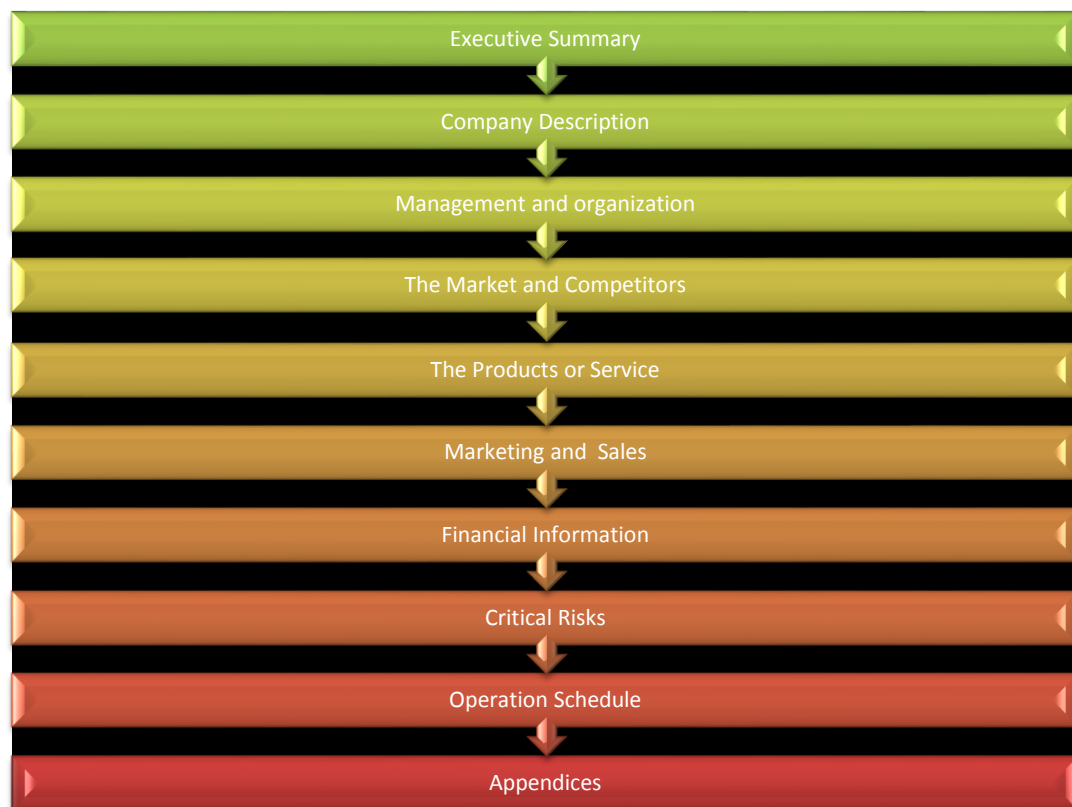 Executive Summary
Company Description
Management and organization
The Market and Competitors
The Products or Service
Marketing and  Sales
Financial Information
Critical Risks
Operation Schedule
Appendices